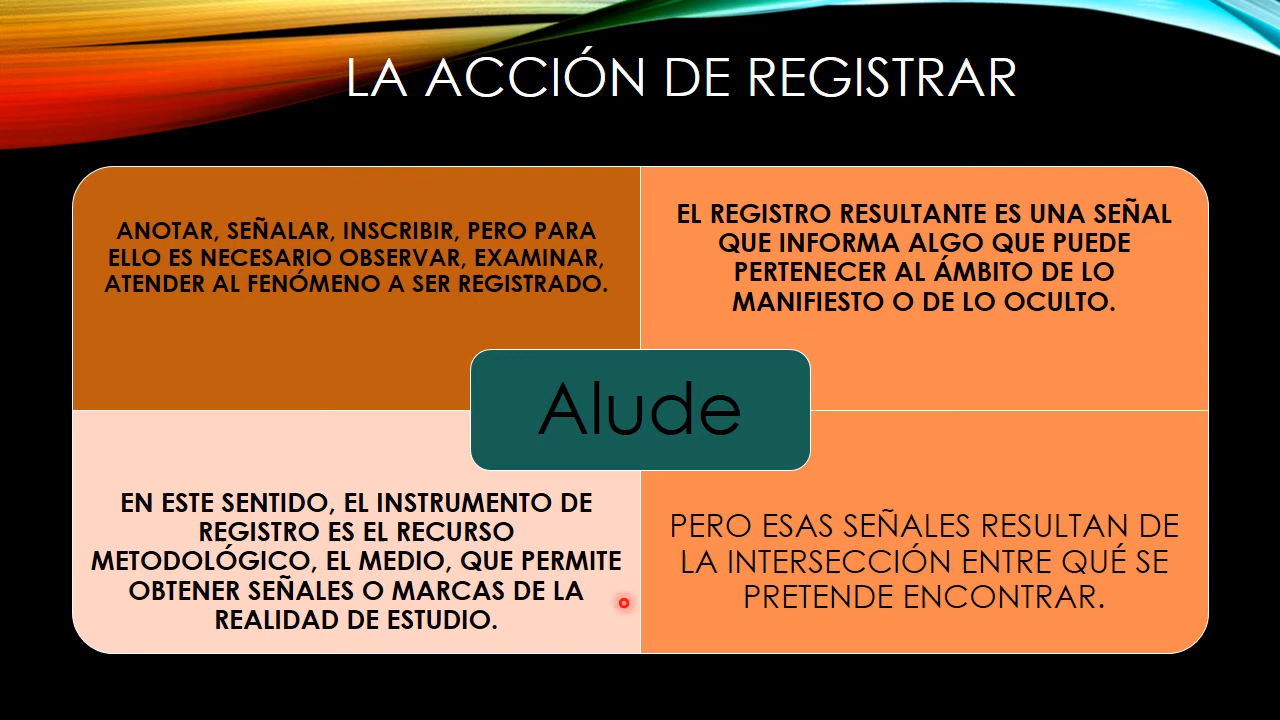 LA ACCIÓN DE REGISTRAR
ANOTAR, SEÑALAR, INSCRIBIR, PERO PARA
ELLO ES NECESARIO OBSERVAR, EXAMINAR,
ATENDER AL FENÓMENO A SER REGISTRADO.
EL REGISTRO RESULTANTE ES UNA SEÑAL
QUE INFORMA ALGO QUE PUEDE
PERTENECER AL ÁMBITO DE LO
MANIFIESTO O DE LO OCULTO.
Alude
EN ESTE SENTIDO, EL INSTRUMENTO DE
REGISTRO ES EL RECURSO
METODOLÓGICO, EL MEDIO, QUE PERMITE
OBTENER SEÑALES O MARCAS DE LA
REALIDAD DE ESTUDIO.
PERO ESAS SEÑALES RESULTAN DE
LA INTERSECCIÓN ENTRE QUÉ SE
PRETENDE ENCONTRAR.